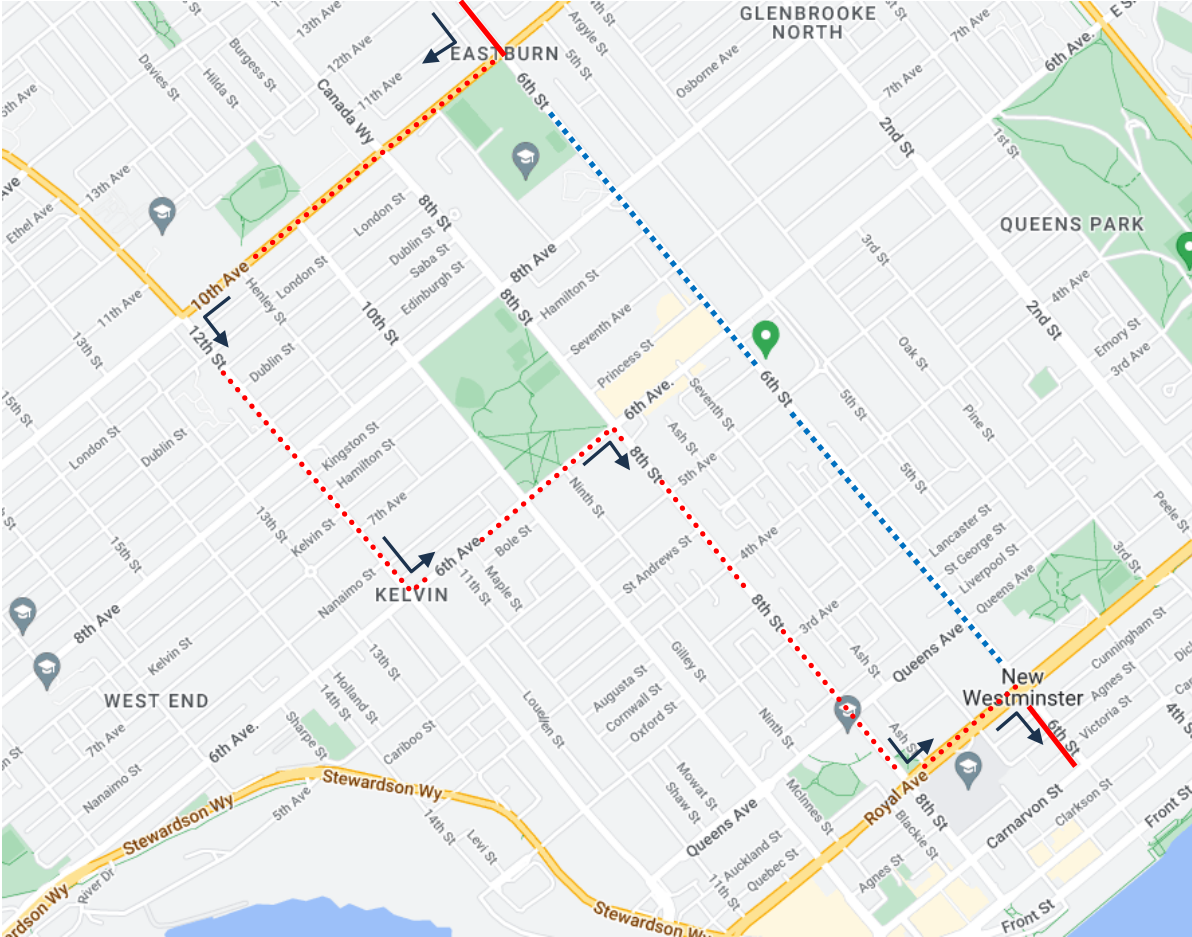 GLENBROOKE
NORTH
EASTBURN
QUEENS PARK
KELVIN
WEST END
New
Westminster
13th Ave
12th Ave
11th Ave
Burgess St
Davies St
Hilda St
Canada Wy
Argyle St
5th St
6th St
Osborne Ave
7th Ave
6th Ave.
2nd St
1st St
13th Ave
Ethel Ave
London St
8th St
Dublin St
Saba St
Edinburgh St
8th Ave
3rd St
4th Ave
10th Ave
11th Ave
London St
Henley St
10th St
8th St
Hamilton St
Seventh Ave
Princess St
2nd St
Emory St
3rd Ave
12th St
13th St
Dublin St
6th Ave.
Seventh St
6th St
5th St
Oak St
Pine St
15th St
London St
Dublin St
Kingston St
Hamilton St
Ash St
5th Ave
8th St
5th St
Peele St
13th St
Kelvin St
7th Ave
Ninth St
15th St
6th Ave
Bole St
4th Ave
Lancaster St
St George St
Liverpool St
3rd St
Nanaimo St
11th St
Maple St
St Andrews St
Queens Ave
8th Ave
8th St
3rd Ave
Queens Ave
Cunningham St
Kelvin St
13th St
Gilley St
Ash St
Agnes St
Holland St
14th St
Augusta St
Cornwall St
Oxford St
Victoria St
4th St
7th Ave
6th Ave.
Sharpe St
Cariboo St
Louellen St
Ninth St
Ash St
6th St
Nanaimo St
Stewardson Wy
Mowat St
Shaw St
McInnes St
Royal Ave
8th St
Blackie St
Carnarvon St
Clarkson St
Front St
Stewardson Wy
5th Ave
14th St
Levi St
Queens Ave
Auckland St
Quebec St
11th St
Agnes St
River Dr
Stewardson Wy
Front St